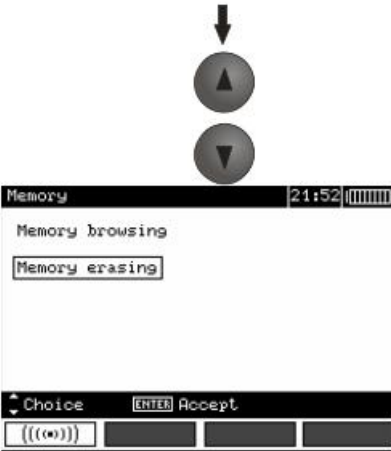 Memory 21:52
Memory browsing
Memory erasing
Choice ENTER Accept